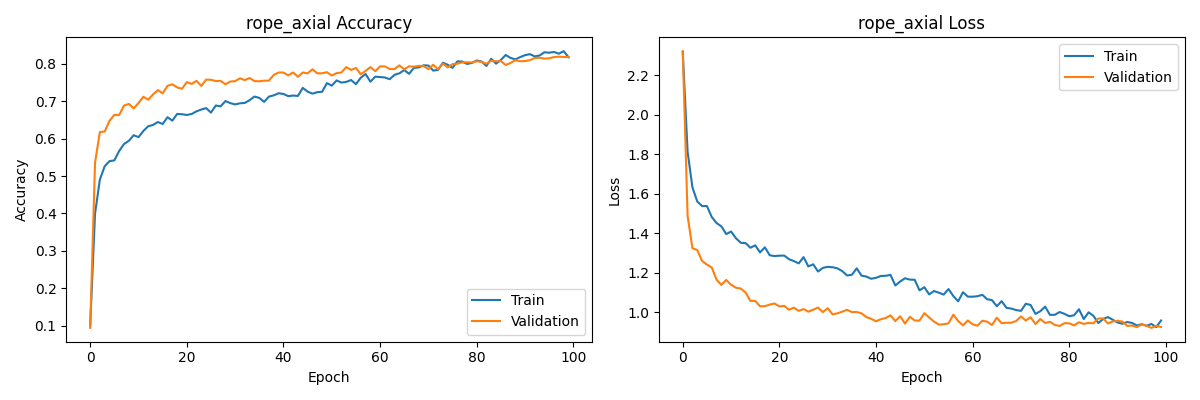 rope_axial Accuracy
Accuracy
0.8
0.7
0.6
0.5
0.4
0.3
0.2
0.1
0 20 40 60 80 100
Epoch
Train
Validation
rope_axial Loss
Loss
2.2
2.0
1.8
1.6
1.4
1.2
1.0
0 20 40 60 80 100
Epoch
Train
Validation